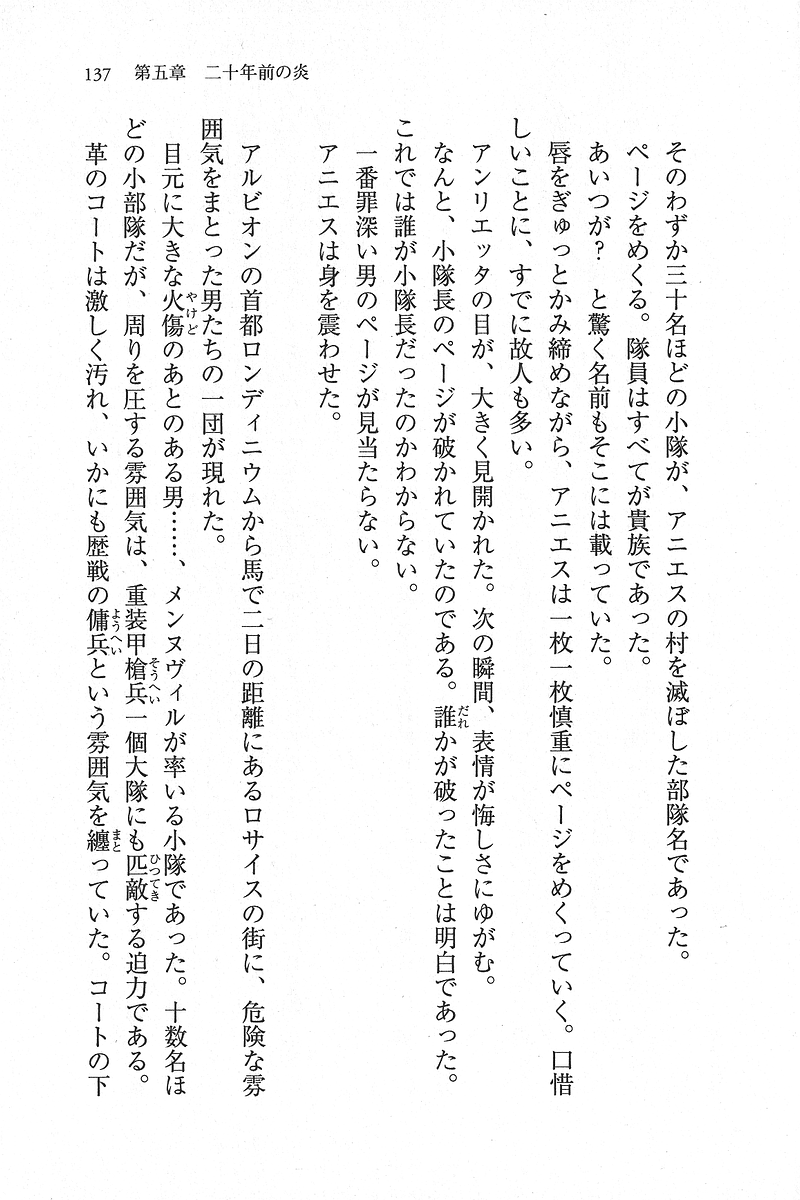 137 第五章 二十年前の炎
そのわずか三十名ほどの小隊が、アニエスの村を滅ぼした部隊名であった。
ページをめくる。隊員はすべてが貴族であった。
あいつが? と驚く名前もそこには載っていた。
唇をぎゅっとかみ締めながら、アニエスは一枚一枚慎重にページをめくっていく。口惜
しいことに、すでに故人も多い。
アンリエッタの目が、大きく見開かれた。次の瞬間、表情が悔しさにゆがむ。
なんと、小隊長のページが破かれていたのである。誰かが破ったことは明白であった。
これでは誰が小隊長だったのかわからない。
一番罪深い男のページが見当たらない。
アニエスは身を震わせた。
アルビオンの首都ロンディニウムから馬で二日の距離にあるロサイスの街に、危険な雰
囲気をまとった男たちの一団が現れた。
目元に大きな火傷のあとのある男……、メンヌヴィルが率いる小隊であった。十数名ほ
どの小部隊だが、周りを圧する雰囲気は、重装甲槍兵一個大隊にも匹敵する迫力である。
革のコートは激しく汚れ、いかにも歴戦の傭兵という雰囲気を纏っていた。コートの下